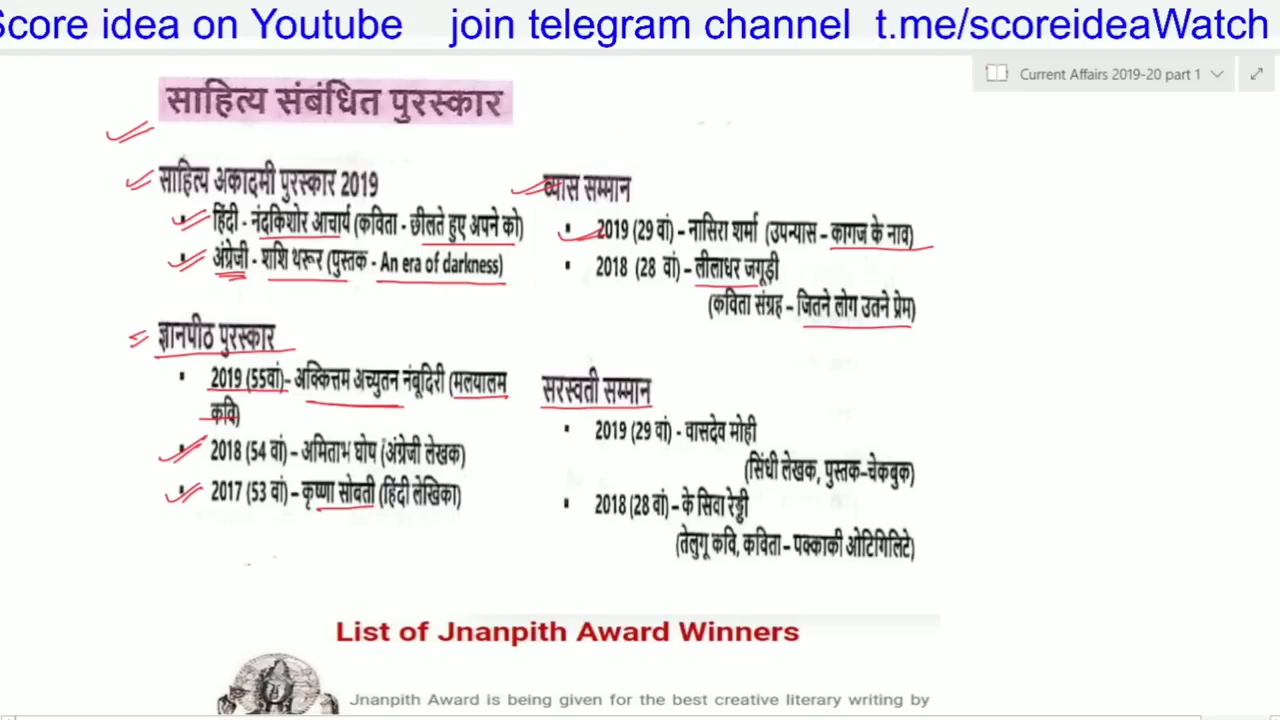 Score idea on Youtube join telegram channel t.me/scoreideaWatch
Current Affairs 2019-20 part 1
साहित्य संबंधित पुरस्कार
साहित्य अकादमी पुरस्कार 2019
हिंदी - नंदकिशोर आचार्य (कविता - छीलते हुए अपने को)
अंग्रेजी - शशि थरूर (पुस्तक - An era of darkness)
ज्ञानपीठ पुरस्कार
2019 (55वां)– अक्कित्तम अच्युतन नंबूदिरी (मलयालम
कवि)
2018 (54 वां) – अमिताभ घोष (अंग्रेजी लेखक)
2017 (53 वां) – कृष्णा सोबती (हिंदी लेखिका)
व्यास सम्मान
2019 (29 वां) – नासिरा शर्मा (उपन्यास – कागज के नाव)
2018 (28 वां) – लीलाधर जगूड़ी
(कविता संग्रह – जितने लोग उतने प्रेम)
सरस्वती सम्मान
2019 (29 वां) - वासदेव मोही
(सिंधी लेखक, पुस्तक–चेकबुक)
2018 (28 वां) – के सिवा रेड्डी
(तेलुगू कवि, कविता – पक्काकी ओटिगिलिटे)
List of Jnanpith Award Winners
Jnanpith Award is being given for the best creative literary writing by